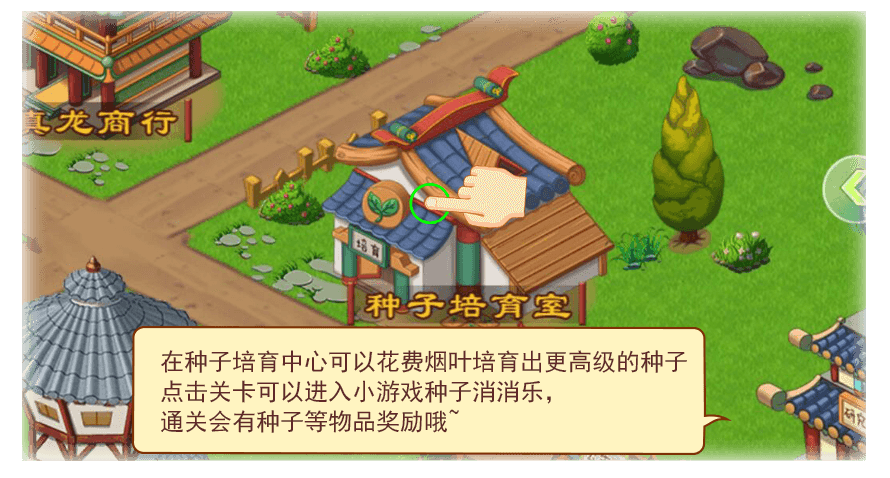 真龙商行
培育
种子培育室
在种子培育中心可以花费烟叶培育出更高级的种子
点击关卡可以进入小游戏种子消消乐，
通关会有种子等物品奖励哦~
研究